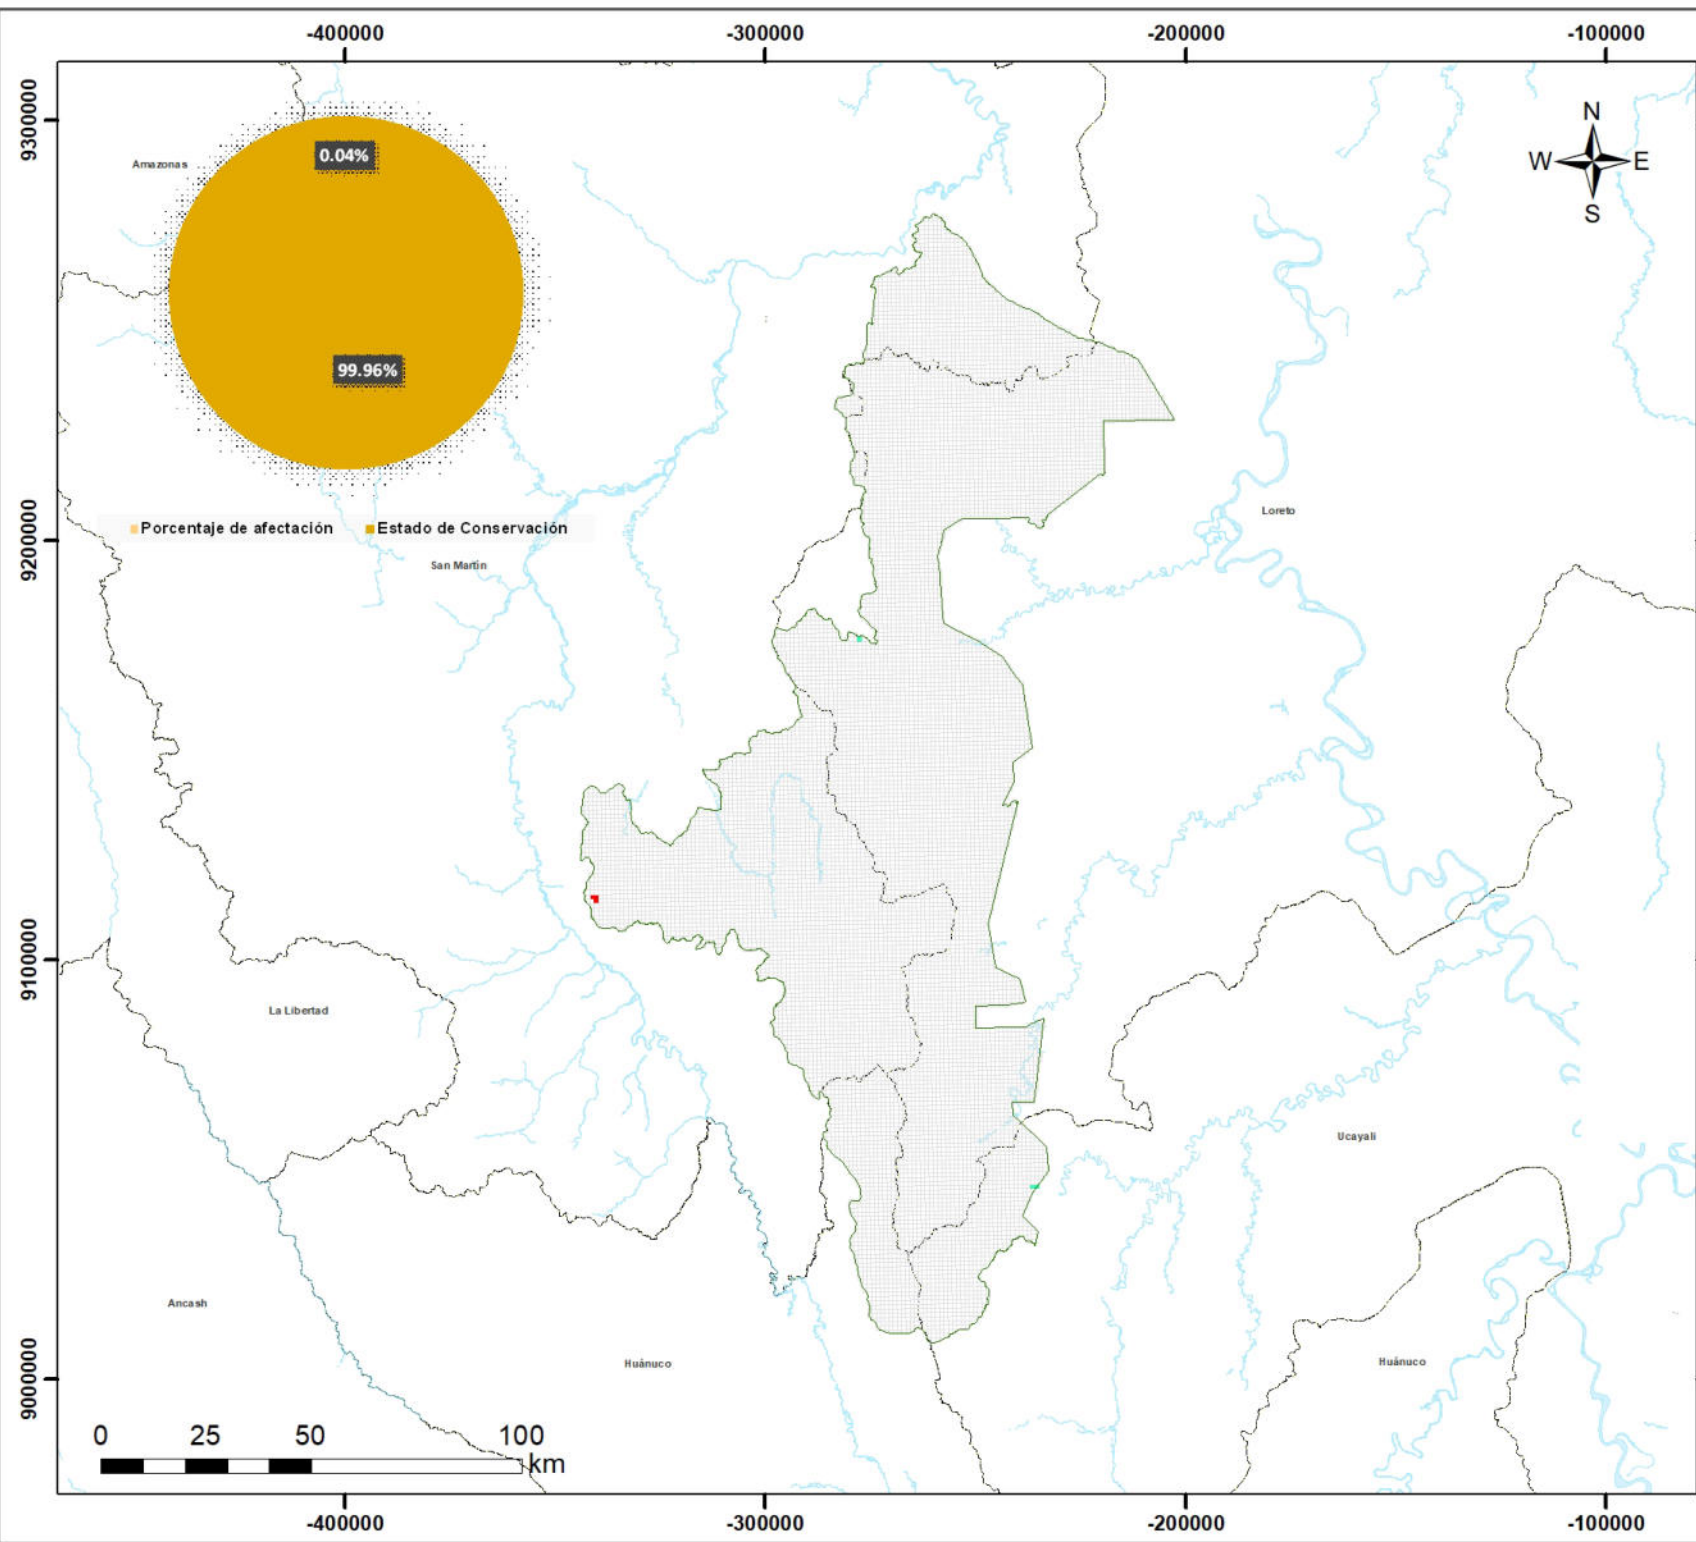 -400000 -300000 -200000 -100000
9300000
N
W E
S
0.04%
Amazonas
99.96%
9200000
Loreto
Porcentaje de afectación Estado de Conservación
San Martín
9100000
La Libertad
Ucayali
Ancash
Huánuco Huánuco
9000000
0 25 50 100
km
-400000 -300000 -200000 -100000